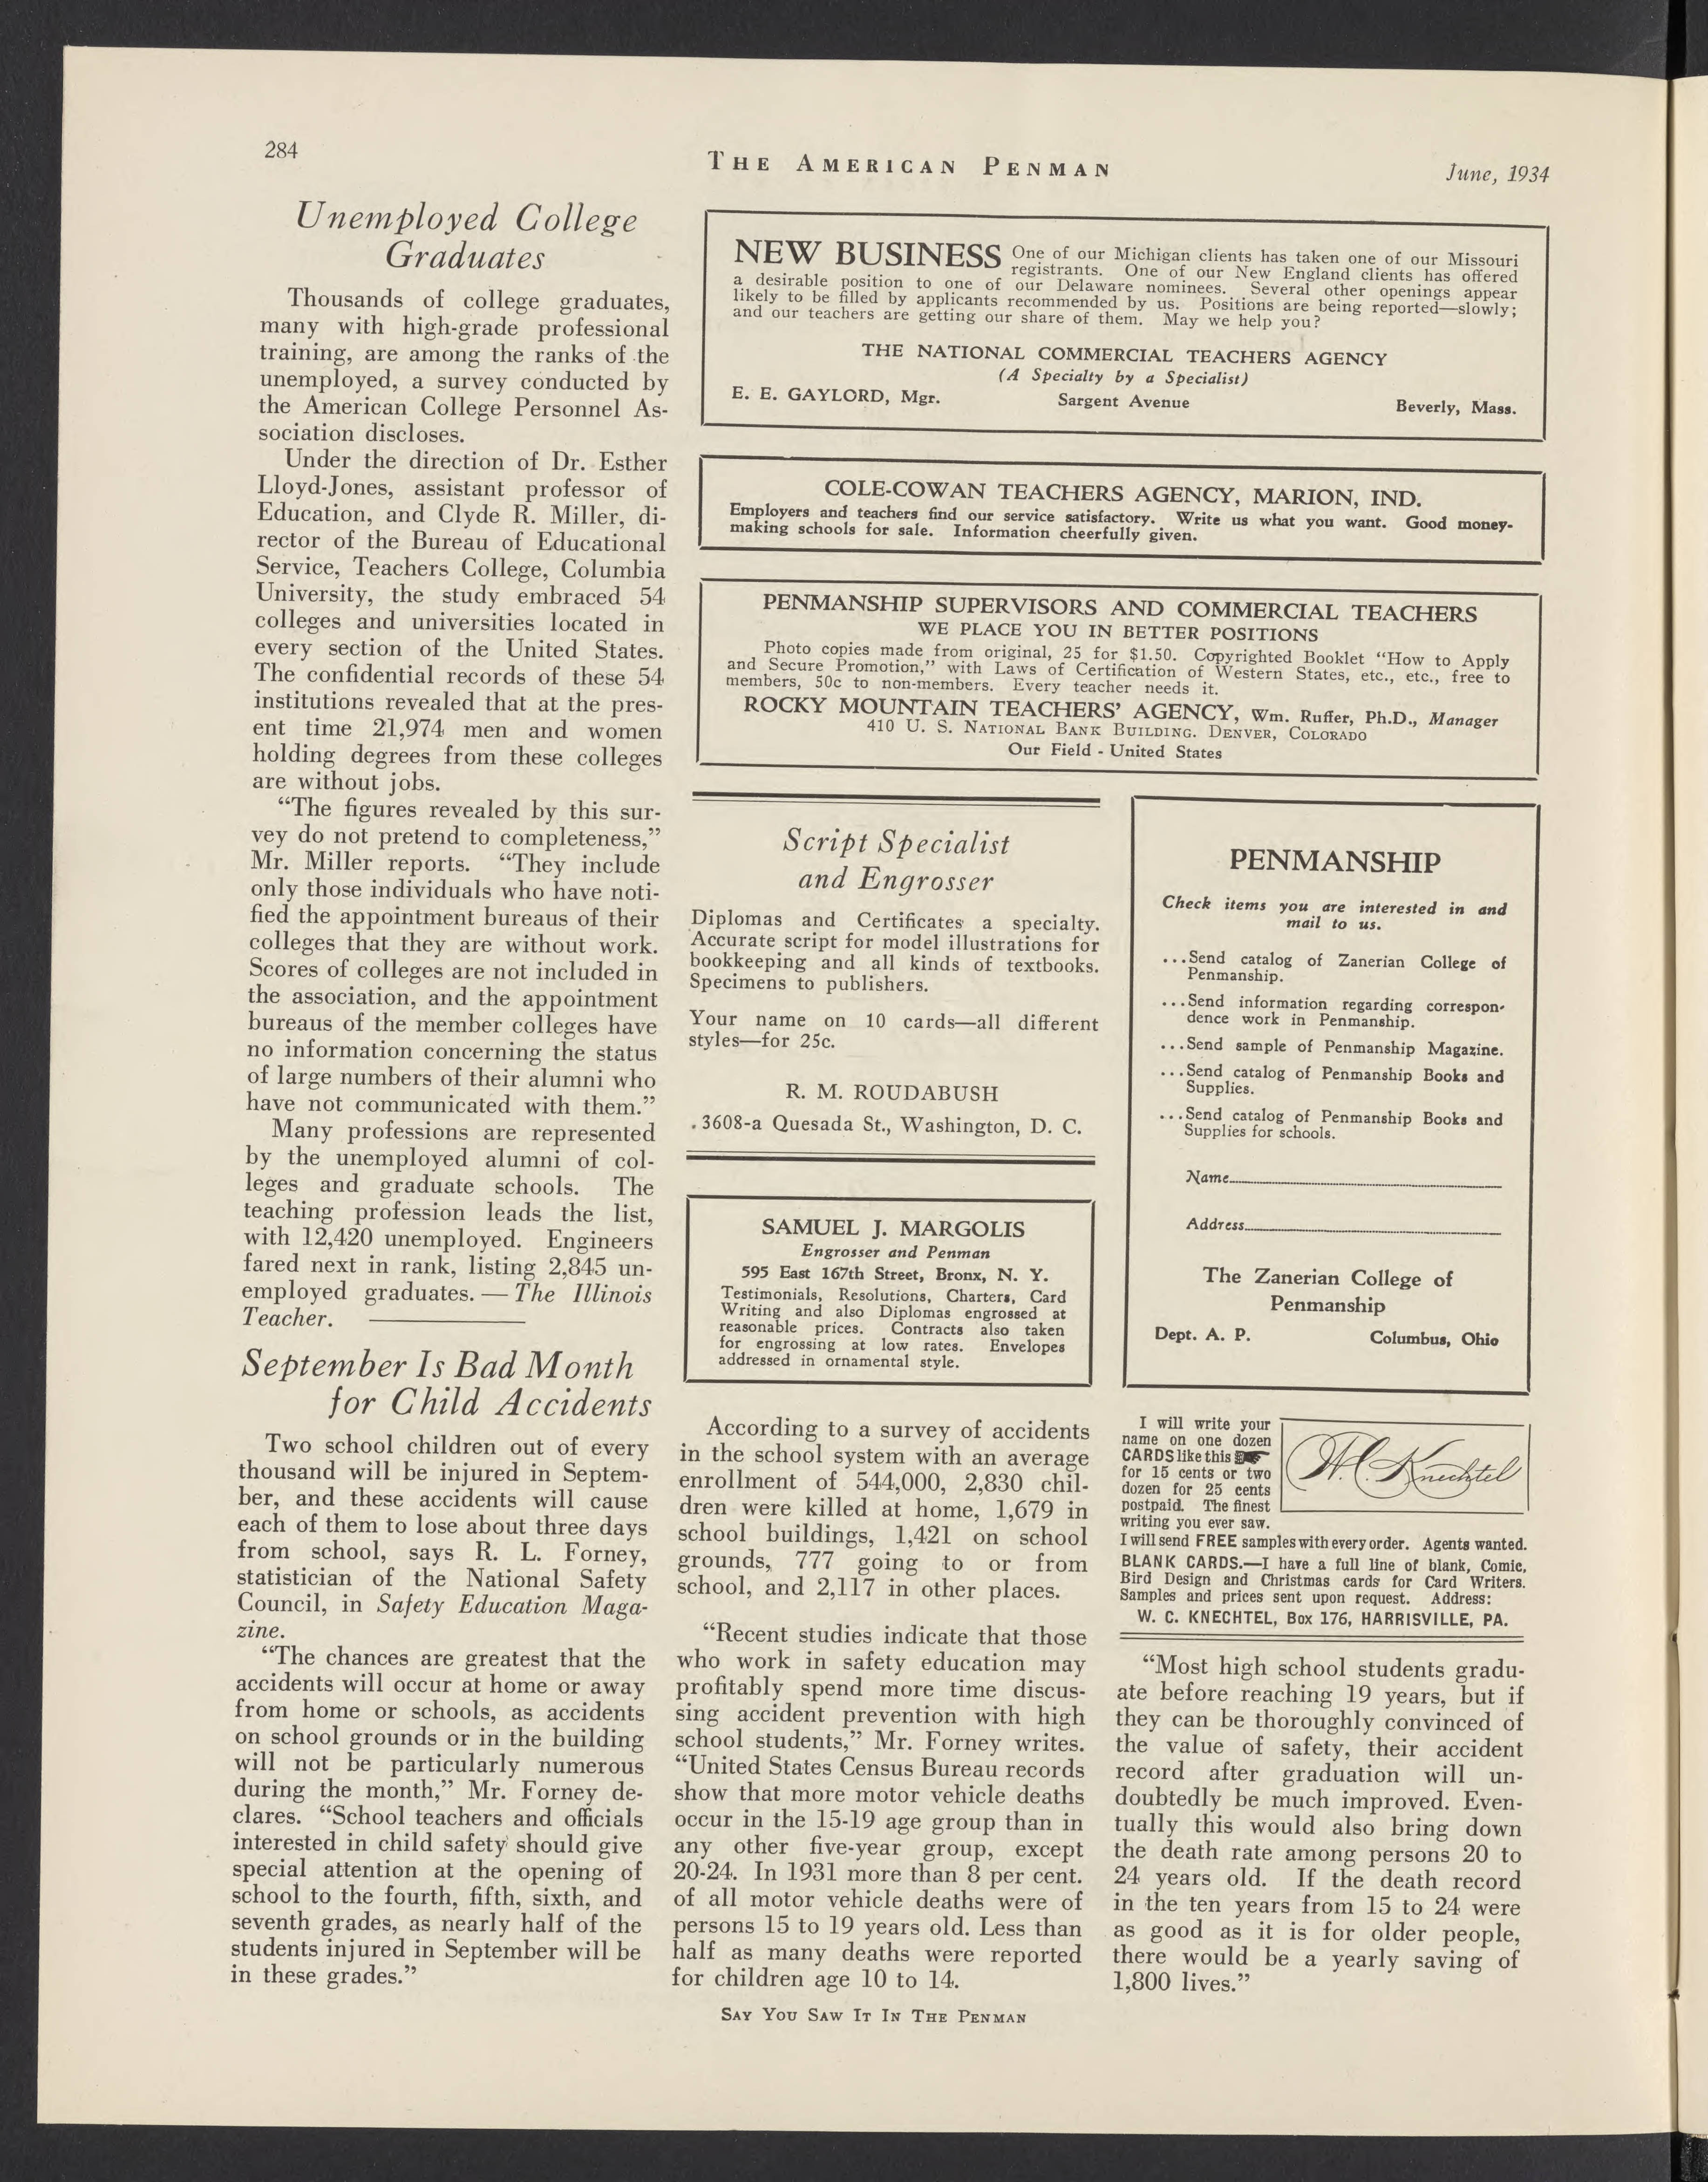 284
THE AMERICAN PENMAN
June, 1934
Unemployed College
Graduates
Thousands of college graduates,
many with high-grade professional
training, are among the ranks of the
unemployed, a survey conducted by
the American College Personnel As-
sociation discloses.
Under the direction of Dr. Esther
Lloyd-Jones, assistant professor of
Education, and Clyde R. Miller, di-
rector of the Bureau of Educational
Service, Teachers College, Columbia
University, the study embraced 54
colleges and universities located in
every section of the United States.
The confidential records of these 54
institutions revealed that at the pres-
ent time 21,974 men and women
holding degrees from these colleges
are without jobs.
“The figures revealed by this sur-
vey do not pretend to completeness,”
Mr. Miller reports. “They include
only those individuals who have noti-
fied the appointment bureaus of their
colleges that they are without work.
Scores of colleges are not included in
the association, and the appointment
bureaus of the member colleges have
no information concerning the status
of large numbers of their alumni who
have not communicated with them.”
Many professions are represented
by the unemployed alumni of col-
leges and graduate schools. The
teaching profession leads the list,
with 12,420 unemployed. Engineers
fared next in rank, listing 2,845 un-
employed graduates. — The Illinois
Teacher.
September Is Bad Month
for Child Accidents
Two school children out of every
thousand will be injured in Septem-
ber, and these accidents will cause
each of them to lose about three days
from school, says R. L. Forney,
statistician of the National Safety
Council, in Safety Education Maga-
zine.
“The chances are greatest that the
accidents will occur at home or away
from home or schools, as accidents
on school grounds or in the building
will not be particularly numerous
during the month,” Mr. Forney de-
clares. “School teachers and officials
interested in child safety should give
special attention at the opening of
school to the fourth, fifth, sixth, and
seventh grades, as nearly half of the
students injured in September will be
in these grades.”
NEW BUSINESS One of our Michigan clients has taken one of our Missouri
registrants. One of our New England clients has offered
a desirable position to one of our Delaware nominees. Several other openings appear
likely to be filled by applicants recommended by us. Positions are being reported—slowly;
and our teachers are getting our share of them. May we help you?
THE NATIONAL COMMERCIAL TEACHERS AGENCY
(A Specialty by a Specialist)
E. E. GAYLORD, Mgr. Sargent Avenue Beverly, Mass.
COLE-COWAN TEACHERS AGENCY, MARION, IND.
Employers and teachers find our service satisfactory. Write us what you want. Good money-
making schools for sale. Information cheerfully given.
PENMANSHIP SUPERVISORS AND COMMERCIAL TEACHERS
WE PLACE YOU IN BETTER POSITIONS
Photo copies made from original, 25 for $1.50. Copyrighted Booklet “How to Apply
and Secure Promotion,” with Laws of Certification of Western States, etc., etc., free to
members, 50c to non-members. Every teacher needs it.
ROCKY MOUNTAIN TEACHERS’ AGENCY, Wm. Ruffer, Ph.D., Manager
410 U. S. NATIONAL BANK BUILDING. DENVER, COLORADO
Our Field - United States
Script Specialist
and Engrosser
Diplomas and Certificates a specialty.
Accurate script for model illustrations for
bookkeeping and all kinds of textbooks.
Specimens to publishers.
Your name on 10 cards—all different
styles—for 25c.
R. M. ROUDABUSH
3608-a Quesada St., Washington, D. C.
SAMUEL J. MARGOLIS
Engrosser and Penman
595 East 167th Street, Bronx, N. Y.
Testimonials, Resolutions, Charters, Card
Writing and also Diplomas engrossed at
reasonable prices. Contracts also taken
for engrossing at low rates. Envelopes
addressed in ornamental style.
PENMANSHIP
Check items you are interested in and
mail to us.
...Send catalog of Zanerian College of
Penmanship.
...Send information regarding correspon-
dence work in Penmanship.
...Send sample of Penmanship Magazine.
...Send catalog of Penmanship Books and
Supplies.
...Send catalog of Penmanship Books and
Supplies for schools.
Name
Address
The Zanerian College of
Penmanship
Dept. A. P. Columbus, Ohio
According to a survey of accidents
in the school system with an average
enrollment of 544,000, 2,830 chil-
dren were killed at home, 1,679 in
school buildings, 1,421 on school
grounds, 777 going to or from
school, and 2,117 in other places.
“Recent studies indicate that those
who work in safety education may
profitably spend more time discus-
sing accident prevention with high
school students,” Mr. Forney writes.
“United States Census Bureau records
show that more motor vehicle deaths
occur in the 15-19 age group than in
any other five-year group, except
20-24. In 1931 more than 8 per cent.
of all motor vehicle deaths were of
persons 15 to 19 years old. Less than
half as many deaths were reported
for children age 10 to 14.
I will write your
name on one dozen
CARDS like this
for 15 cents or two
dozen for 25 cents
postpaid. The finest
writing you ever saw.
W. C. Knechtel
I will send FREE samples with every order. Agents wanted.
BLANK CARDS.—I have a full line of blank, Comic,
Bird Design and Christmas cards for Card Writers.
Samples and prices sent upon request. Address:
W. C. KNECHTEL, Box 176, HARRISVILLE, PA.
“Most high school students gradu-
ate before reaching 19 years, but if
they can be thoroughly convinced of
the value of safety, their accident
record after graduation will un-
doubtedly be much improved. Even-
tually this would also bring down
the death rate among persons 20 to
24 years old. If the death record
in the ten years from 15 to 24 were
as good as it is for older people,
there would be a yearly saving of
1,800 lives.”
SAY YOU SAW IT IN THE PENMAN